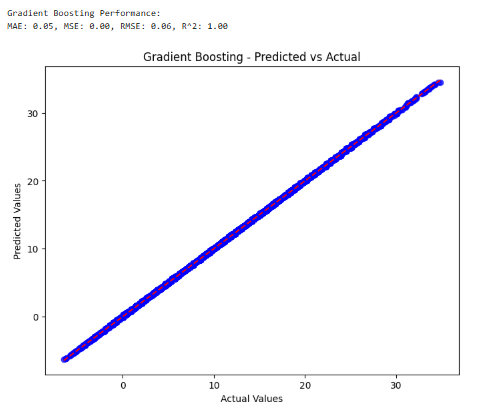 Gradient Boosting Performance:
MAE: 0.05, MSE: 0.00, RMSE: 0.06, R^2: 1.00
Gradient Boosting - Predicted vs Actual
Predicted Values
30
20
10
0
0 10 20 30
Actual Values